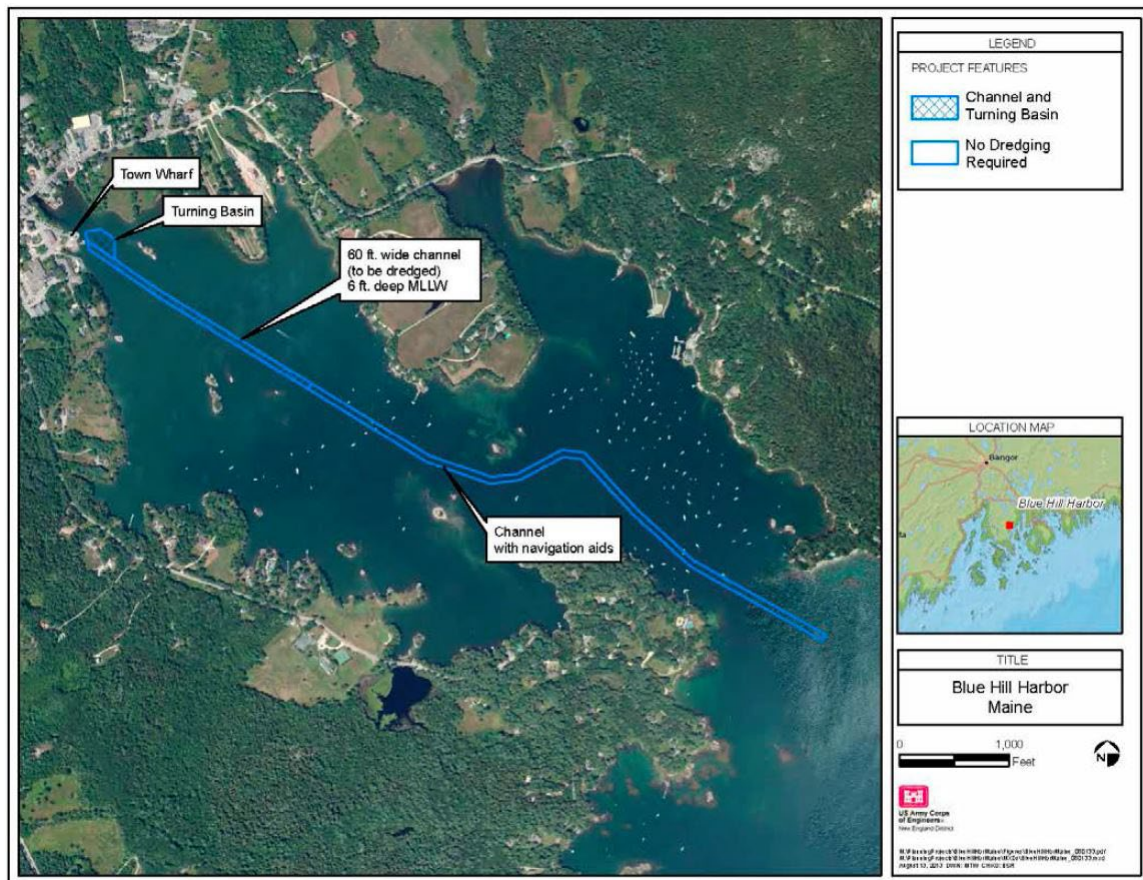 Town Wharf
Turning Basin
60 ft. wide channel
(to be dredged)
6 ft. deep MLLW
Channel
with navigation aids
LEGEND
PROJECT FEATURES
Channel and
Turning Basin
No Dredging
Required
LOCATION MAP
Bangor
Blue Hill Harbor
ta
TITLE
Blue Hill Harbor
Maine
0 1,000
Feet
N
US Army Corps
of Engineers®
New England District